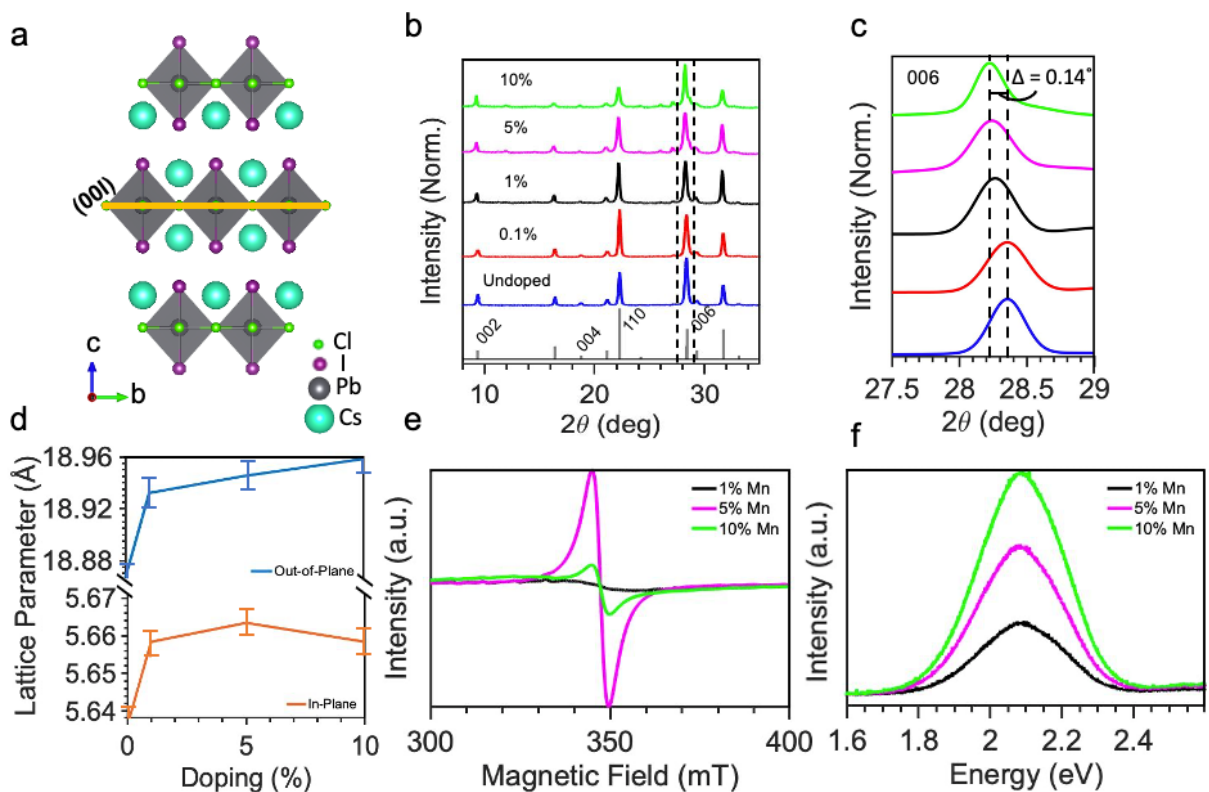 a
(00l)
c
b
Cl
I
Pb
Cs
b
Intensity (Norm.)
10%
5%
1%
0.1%
Undoped
002
004
110
006
10
20
30
2θ (deg)
c
Intensity (Norm.)
006
Δ = 0.14°
27.5
28
28.5
29
2θ (deg)
d
Lattice Parameter (Å)
18.96
18.92
18.88
5.67
5.66
5.65
5.64
Out-of-Plane
In-Plane
0
5
10
Doping (%)
e
Intensity (a.u.)
1% Mn
5% Mn
10% Mn
300
350
400
Magnetic Field (mT)
f
Intensity (a.u.)
1% Mn
5% Mn
10% Mn
1.6
2
2.2
2.4
Energy (eV)